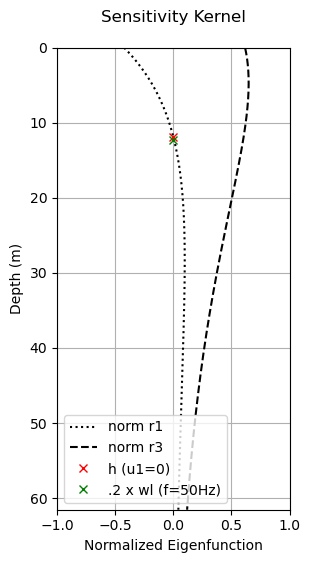 Sensitivity Kernel
0
10
20
30
40
50
60
Depth (m)
norm r1
norm r3
h (u1=0)
.2 x wl (f=50Hz)
−1.0 −0.5 0.0 0.5 1.0
Normalized Eigenfunction